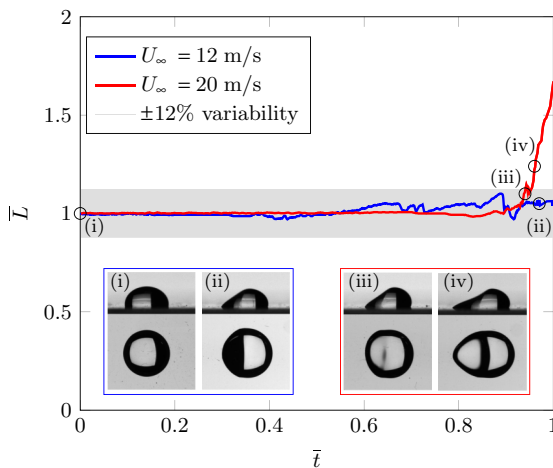 2
1.5
1
0.5
0
0 0.2 0.4 0.6 0.8 1
L̅
t̅
U∞ = 12 m/s
U∞ = 20 m/s
±12% variability
(i)
(ii)
(iii)
(iv)
(i) (ii) (iii) (iv)